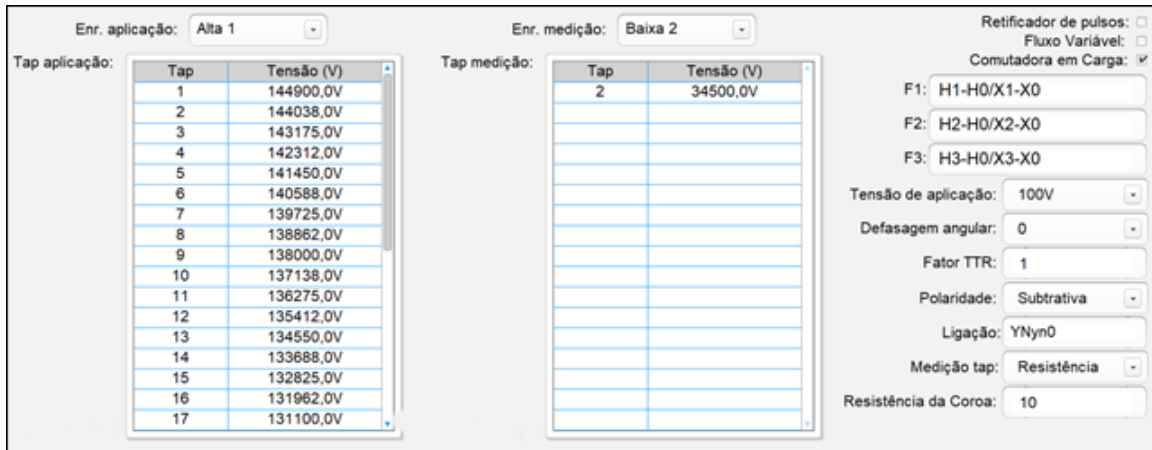 Enr. aplicação: Alta 1
Enr. medição: Baixa 2
Retificador de pulsos:
Fluxo Variável:
Comutadora em Carga:
Tap aplicação:
Tap Tensão (V)
1 144900,0V
2 144038,0V
3 143175,0V
4 142312,0V
5 141450,0V
6 140588,0V
7 139725,0V
8 138862,0V
9 138000,0V
10 137138,0V
11 136275,0V
12 135412,0V
13 134550,0V
14 133688,0V
15 132825,0V
16 131962,0V
17 131100,0V
Tap medição:
Tap Tensão (V)
2 34500,0V
F1: H1-H0/X1-X0
F2: H2-H0/X2-X0
F3: H3-H0/X3-X0
Tensão de aplicação: 100V
Defasagem angular: 0
Fator TTR: 1
Polaridade: Subtrativa
Ligação: YNyn0
Medição tap: Resistência
Resistência da Coroa: 10